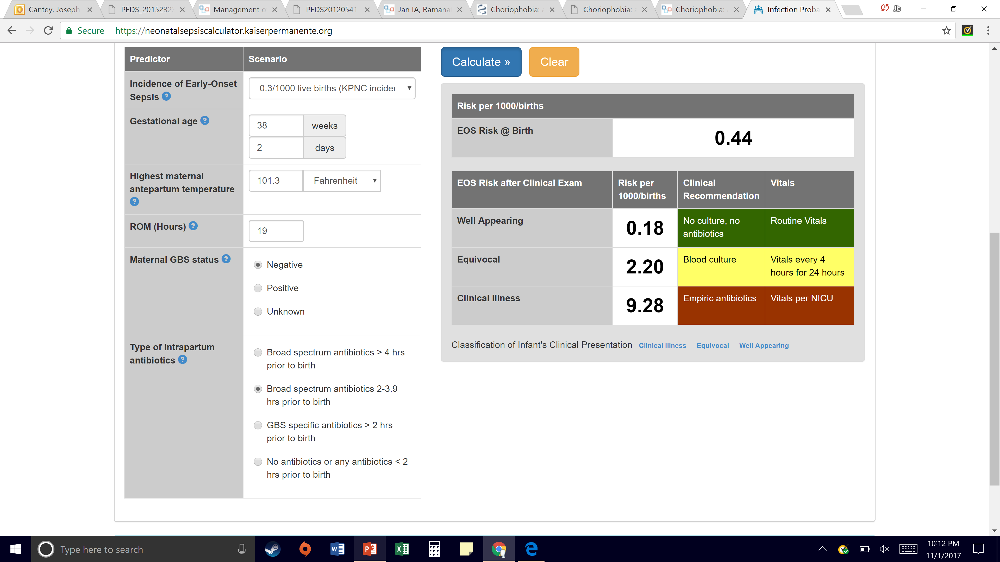 Cantey, Joseph
PEDS_2015232
Management o
PEDS20120541
Jan IA, Ramana
Choriophobia: a
Choriophobia: a
Choriophobia: A
Infection Proba
Secure
https://neonatalsepsiscalculator.kaiserpermanente.org
Predictor
Scenario
Incidence of Early-Onset
Sepsis
0.3/1000 live births (KPNC incider
Gestational age
38
weeks
2
days
Highest maternal
antepartum temperature
101.3
Fahrenheit
ROM (Hours)
19
Maternal GBS status
Negative
Positive
Unknown
Type of intrapartum
antibiotics
Broad spectrum antibiotics > 4 hrs
prior to birth
Broad spectrum antibiotics 2-3.9
hrs prior to birth
GBS specific antibiotics > 2 hrs
prior to birth
No antibiotics or any antibiotics < 2
hrs prior to birth
Calculate »
Clear
Risk per 1000/births
EOS Risk @ Birth
0.44
EOS Risk after Clinical Exam
Risk per
1000/births
Clinical
Recommendation
Vitals
Well Appearing
0.18
No culture, no
antibiotics
Routine Vitals
Equivocal
2.20
Blood culture
Vitals every 4
hours for 24 hours
Clinical Illness
9.28
Empiric antibiotics
Vitals per NICU
Classification of Infant's Clinical Presentation Clinical Illness Equivocal Well Appearing
Type here to search
10:12 PM
11/1/2017